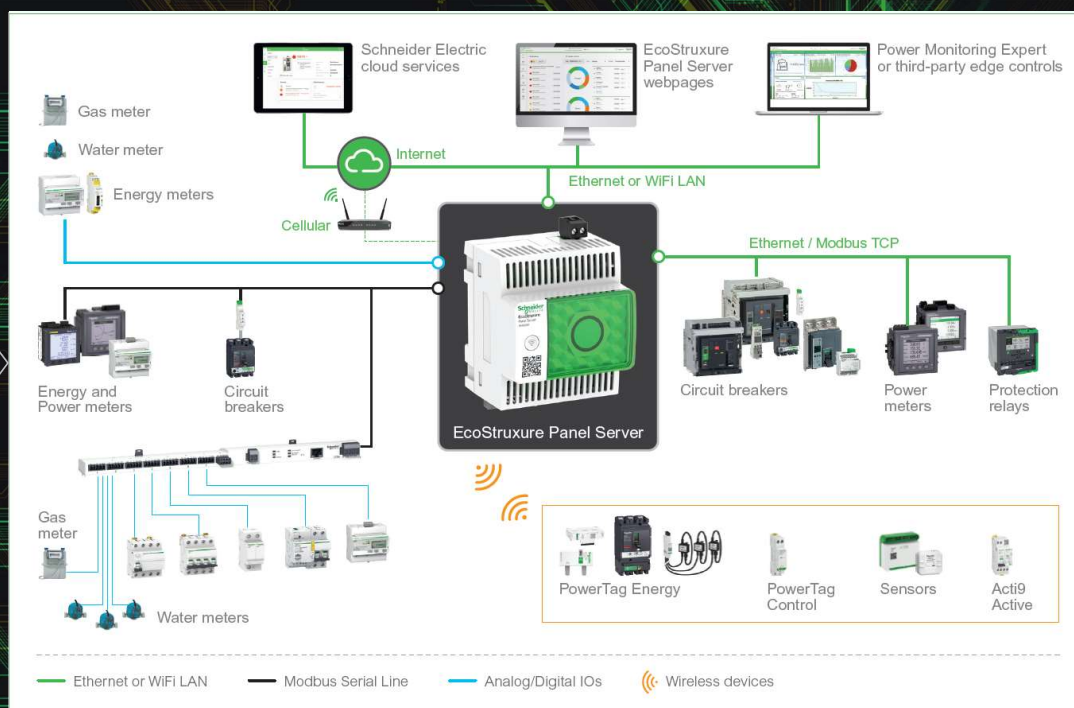 Schneider Electric
cloud services
EcoStruxure
Panel Server
webpages
Power Monitoring Expert
or third-party edge controls
Gas meter
Water meter
Energy meters
Internet
Cellular
Ethernet or WiFi LAN
Ethernet / Modbus TCP
Schneider
Electric
EcoStruxure
EcoStruxure Panel Server
Energy and
Power meters
Circuit
breakers
Circuit breakers
Power
meters
Protection
relays
Gas
meter
Water meters
PowerTag Energy
PowerTag
Control
Sensors
Acti9
Active
Ethernet or WiFi LAN
Modbus Serial Line
Analog/Digital IOs
Wireless devices